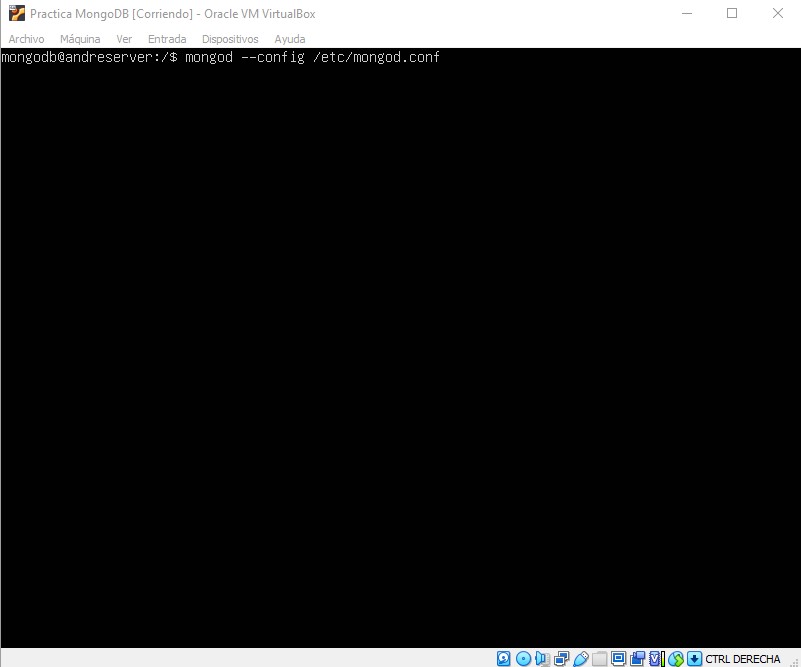 Practica MongoDB [Corriendo] - Oracle VM VirtualBox
Archivo Máquina Ver Entrada Dispositivos Ayuda
mongodb@andreserver:/$ mongod --config /etc/mongod.conf
CTRL DERECHA